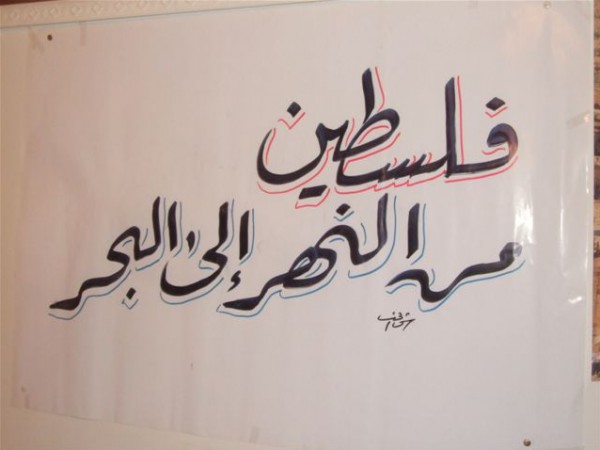 فلسطين
من النهر إلى البحر